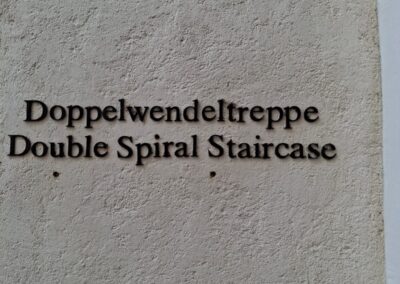 Doppelwendeltreppe
Double Spiral Staircase